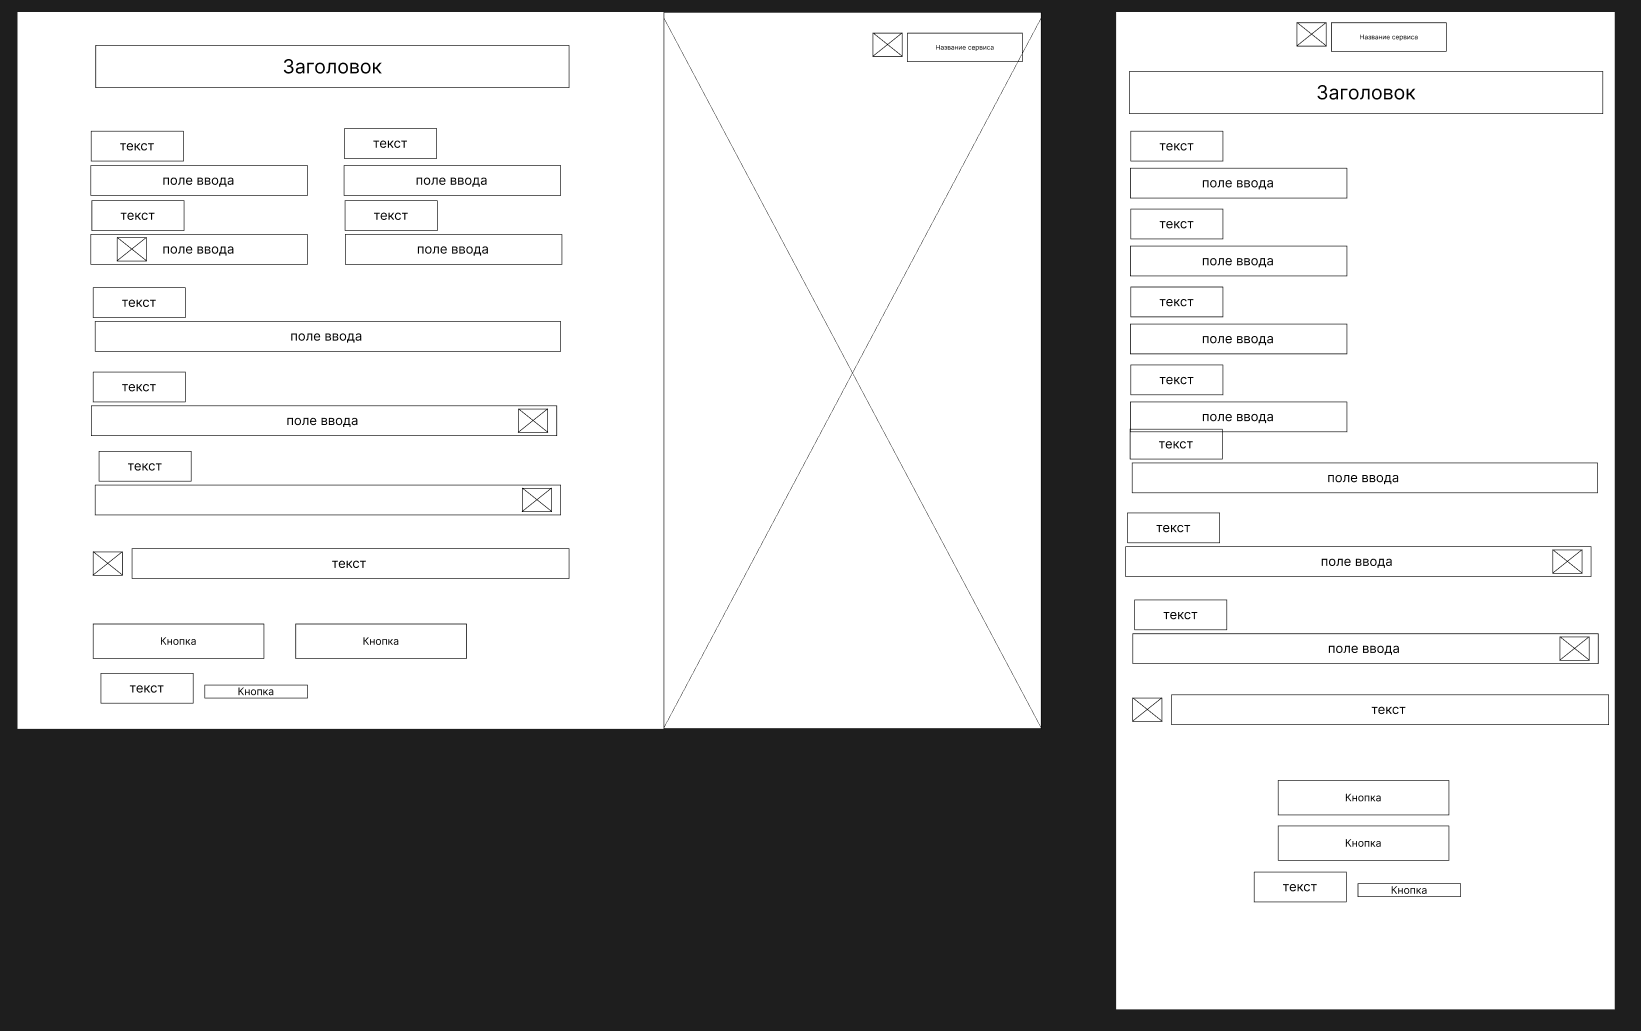 Заголовок
текст
текст
поле ввода
поле ввода
текст
текст
поле ввода
поле ввода
текст
поле ввода
текст
поле ввода
текст
текст
Кнопка
Кнопка
текст
Кнопка
Название сервиса
Название сервиса
Заголовок
текст
поле ввода
текст
поле ввода
текст
поле ввода
текст
поле ввода
текст
поле ввода
текст
поле ввода
текст
поле ввода
текст
Кнопка
Кнопка
текст
Кнопка